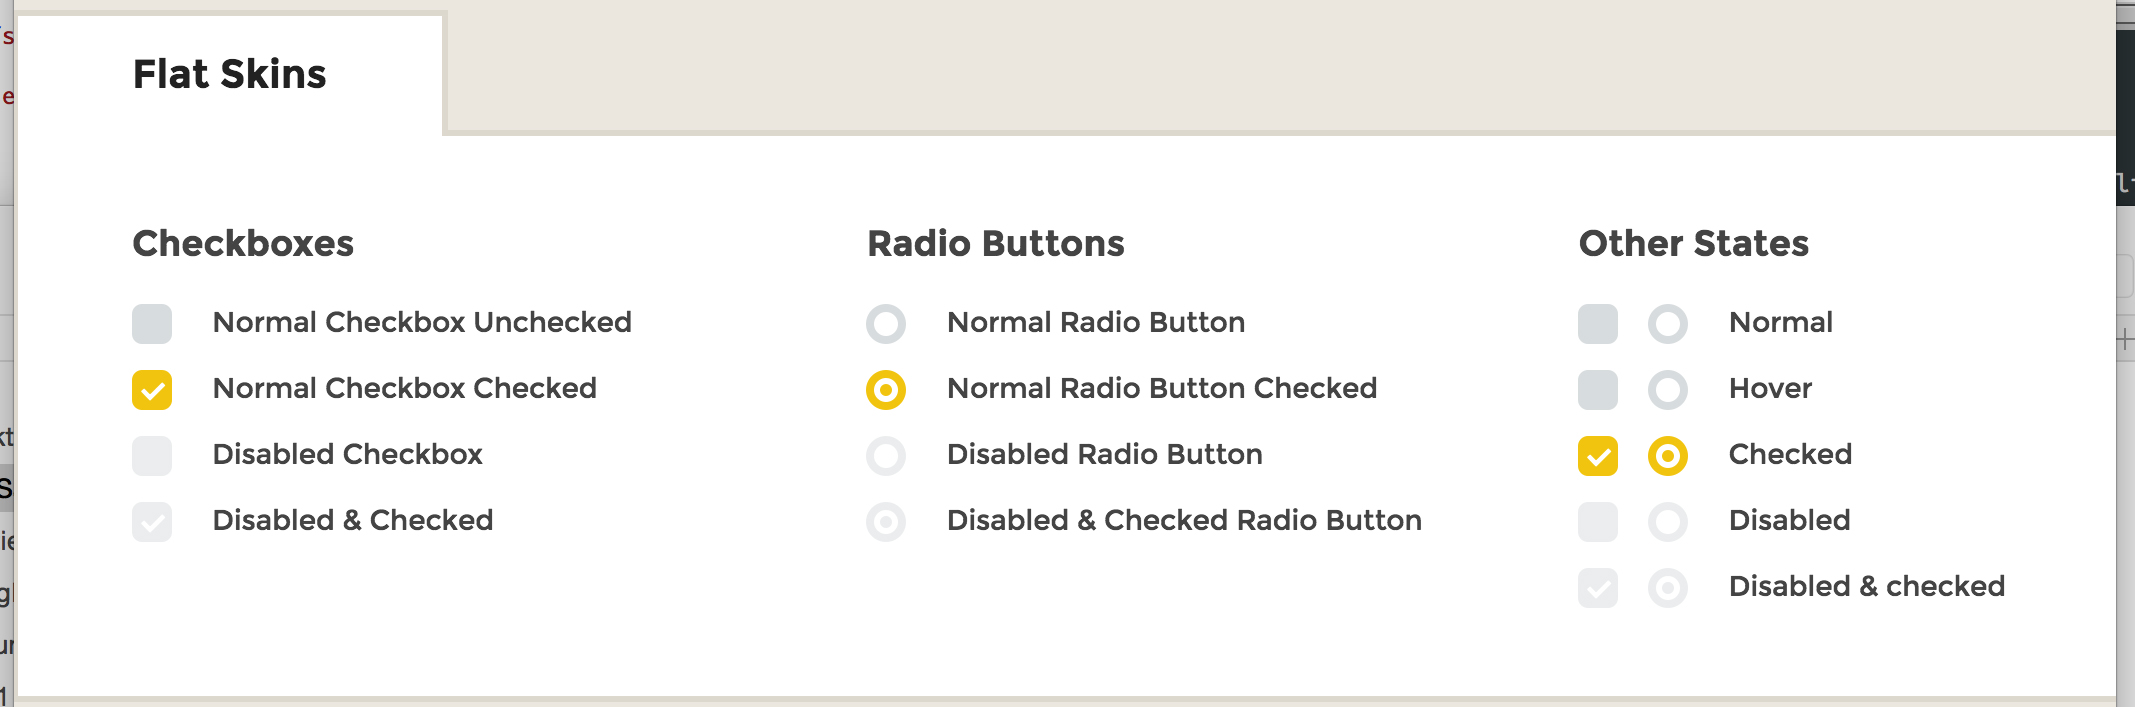 Flat Skins
Checkboxes
Normal Checkbox Unchecked
Normal Checkbox Checked
Disabled Checkbox
Disabled & Checked
Radio Buttons
Normal Radio Button
Normal Radio Button Checked
Disabled Radio Button
Disabled & Checked Radio Button
Other States
Normal
Hover
Checked
Disabled
Disabled & checked